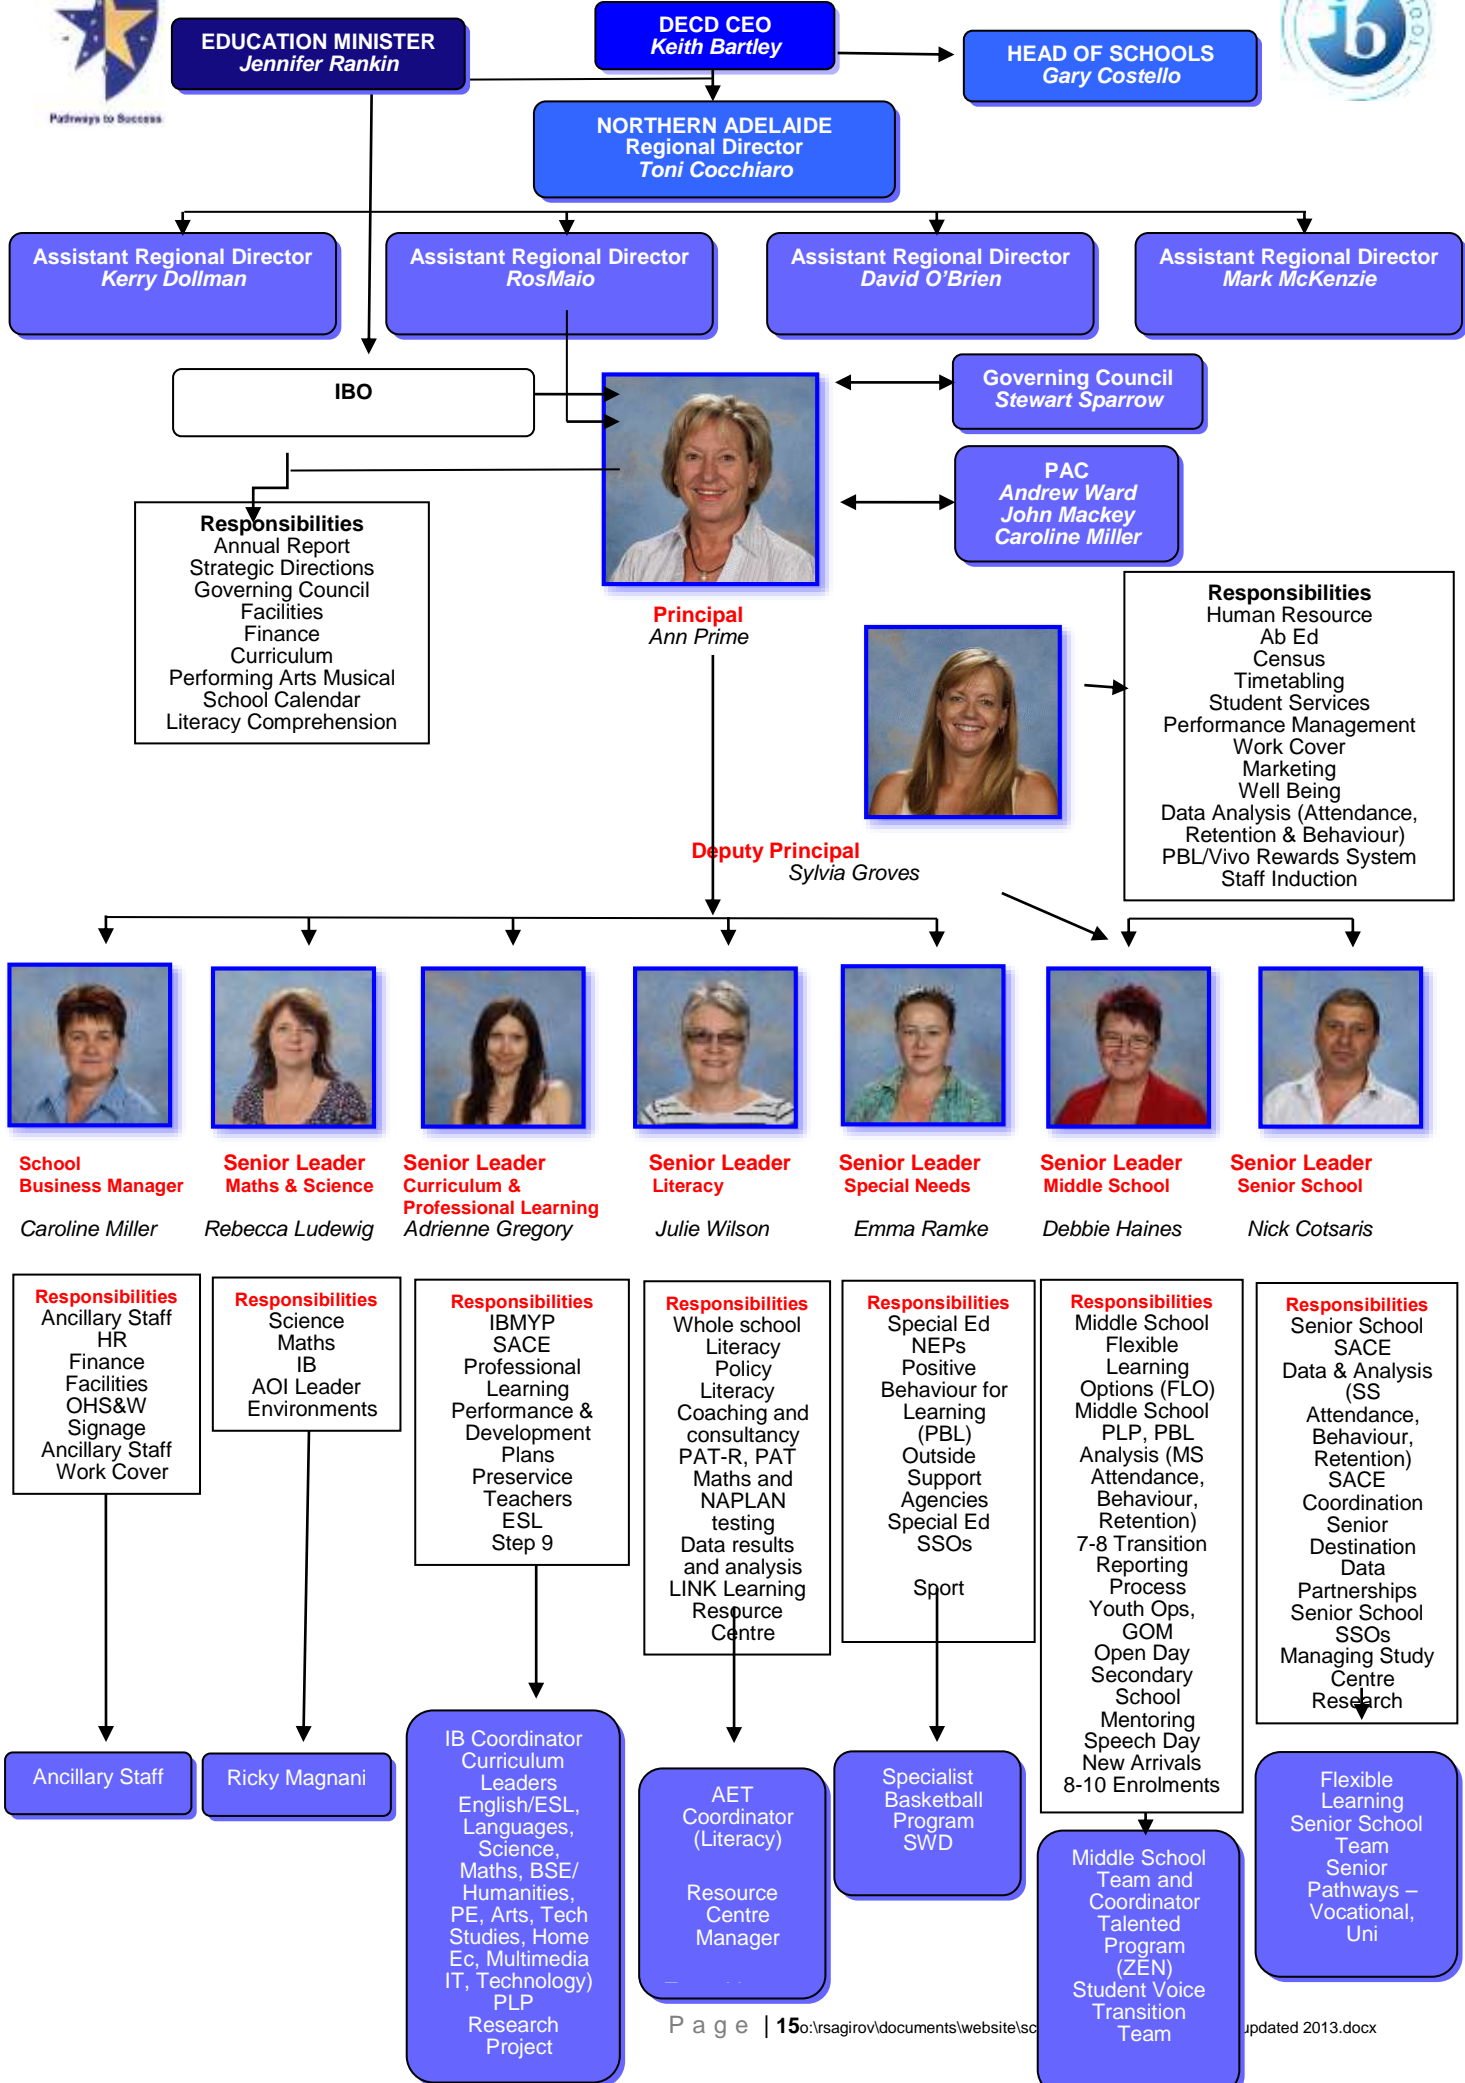 Pathways to Success
EDUCATION MINISTER
Jennifer Rankin
DECD CEO
Keith Bartley
HEAD OF SCHOOLS
Gary Costello
ib
NORTHERN ADELAIDE
Regional Director
Toni Cocchiaro
Assistant Regional Director
Kerry Dollman
Assistant Regional Director
RosMaio
Assistant Regional Director
David O'Brien
Assistant Regional Director
Mark McKenzie
IBO
Governing Council
Stewart Sparrow
PAC
Andrew Ward
John Mackey
Caroline Miller
Responsibilities
Annual Report
Strategic Directions
Governing Council
Facilities
Finance
Curriculum
Performing Arts Musical
School Calendar
Literacy Comprehension
Principal
Ann Prime
Responsibilities
Human Resource
Ab Ed
Census
Timetabling
Student Services
Performance Management
Work Cover
Marketing
Well Being
Data Analysis (Attendance,
Retention & Behaviour)
PBL/Vivo Rewards System
Staff Induction
Deputy Principal
Sylvia Groves
School
Business Manager
Caroline Miller
Senior Leader
Maths & Science
Rebecca Ludewig
Senior Leader
Curriculum &
Professional Learning
Adrienne Gregory
Senior Leader
Literacy
Julie Wilson
Senior Leader
Special Needs
Emma Ramke
Senior Leader
Middle School
Debbie Haines
Senior Leader
Senior School
Nick Cotsaris
Responsibilities
Ancillary Staff
HR
Finance
Facilities
OHS&W
Signage
Ancillary Staff
Work Cover
Responsibilities
Science
Maths
IB
AOI Leader
Environments
Responsibilities
IBMYP
SACE
Professional
Learning
Performance &
Development
Plans
Preservice
Teachers
ESL
Step 9
Responsibilities
Whole school
Literacy
Policy
Literacy
Coaching and
consultancy
PAT-R, PAT
Maths and
NAPLAN
testing
Data results
and analysis
LINK Learning
Resource
Centre
Responsibilities
Special Ed
NEPs
Positive
Behaviour for
Learning
(PBL)
Outside
Support
Agencies
Special Ed
SSOs
Sport
Responsibilities
Middle School
Flexible
Learning
Options (FLO)
Middle School
PLP, PBL
Analysis (MS
Attendance,
Behaviour,
Retention)
7-8 Transition
Reporting
Process
Youth Ops,
GOM
Open Day
Secondary
School
Mentoring
Speech Day
New Arrivals
8-10 Enrolments
Responsibilities
Senior School
SACE
Data & Analysis
(SS
Attendance,
Behaviour,
Retention)
SACE
Coordination
Senior
Destination
Data
Partnerships
Senior School
SSOs
Managing Study
Centre
Research
Ancillary Staff
Ricky Magnani
IB Coordinator
Curriculum
Leaders
English/ESL,
Languages,
Science,
Maths, BSE/
Humanities,
PE, Arts, Tech
Studies, Home
Ec, Multimedia
IT, Technology)
PLP
Research
Project
AET
Coordinator
(Literacy)
Resource
Centre
Manager
Specialist
Basketball
Program
SWD
Middle School
Team and
Coordinator
Talented
Program
(ZEN)
Student Voice
Transition
Team
Flexible
Learning
Senior School
Team
Senior
Pathways –
Vocational,
Uni
Page | 15o:\rsagirov\documents\website\sc updated 2013.docx